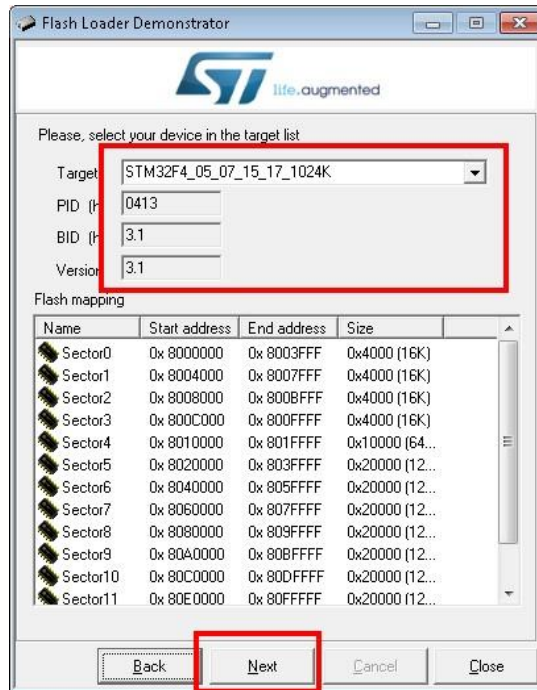 Flash Loader Demonstrator
ST life.augmented
Please, select your device in the target list
Target STM32F4_05_07_15_17_1024K
PID (h 0413
BID (h 3.1
Version 3.1
Flash mapping
Name Start address End address Size
Sector0 0x 8000000 0x 8003FFF 0x4000 (16K)
Sector1 0x 8004000 0x 8007FFF 0x4000 (16K)
Sector2 0x 8008000 0x 800BFFF 0x4000 (16K)
Sector3 0x 800C000 0x 800FFFF 0x4000 (16K)
Sector4 0x 8010000 0x 801FFFF 0x10000 (64...
Sector5 0x 8020000 0x 803FFFF 0x20000 (12...
Sector6 0x 8040000 0x 805FFFF 0x20000 (12...
Sector7 0x 8060000 0x 807FFFF 0x20000 (12...
Sector8 0x 8080000 0x 809FFFF 0x20000 (12...
Sector9 0x 80A0000 0x 80BFFFF 0x20000 (12...
Sector10 0x 80C0000 0x 80DFFFF 0x20000 (12...
Sector11 0x 80E0000 0x 80FFFFF 0x20000 (12...
Back Next Cancel Close